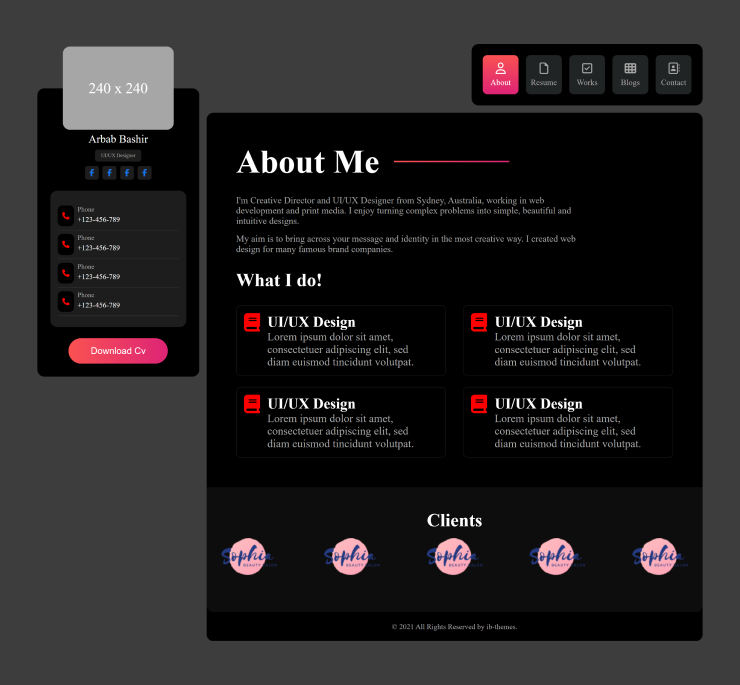 240 x 240
Arbab Bashir
UI/UX Designer
Phone
+123-456-789
Phone
+123-456-789
Phone
+123-456-789
Phone
+123-456-789
Download Cv
About
Resume
Works
Blogs
Contact
About Me
I'm Creative Director and UI/UX Designer from Sydney, Australia, working in web
development and print media. I enjoy turning complex problems into simple, beautiful and
intuitive designs.
My aim is to bring across your message and identity in the most creative way. I created web
design for many famous brand companies.
What I do!
UI/UX Design
Lorem ipsum dolor sit amet,
consectetuer adipiscing elit, sed
diam euismod tincidunt volutpat.
UI/UX Design
Lorem ipsum dolor sit amet,
consectetuer adipiscing elit, sed
diam euismod tincidunt volutpat.
UI/UX Design
Lorem ipsum dolor sit amet,
consectetuer adipiscing elit, sed
diam euismod tincidunt volutpat.
UI/UX Design
Lorem ipsum dolor sit amet,
consectetuer adipiscing elit, sed
diam euismod tincidunt volutpat.
Clients
Sophia
BEAUTY
Sophia
BEAUTY
Sophia
BEAUTY
Sophia
BEAUTY
Sophia
BEAUTY
© 2021 All Rights Reserved by ib-themes.